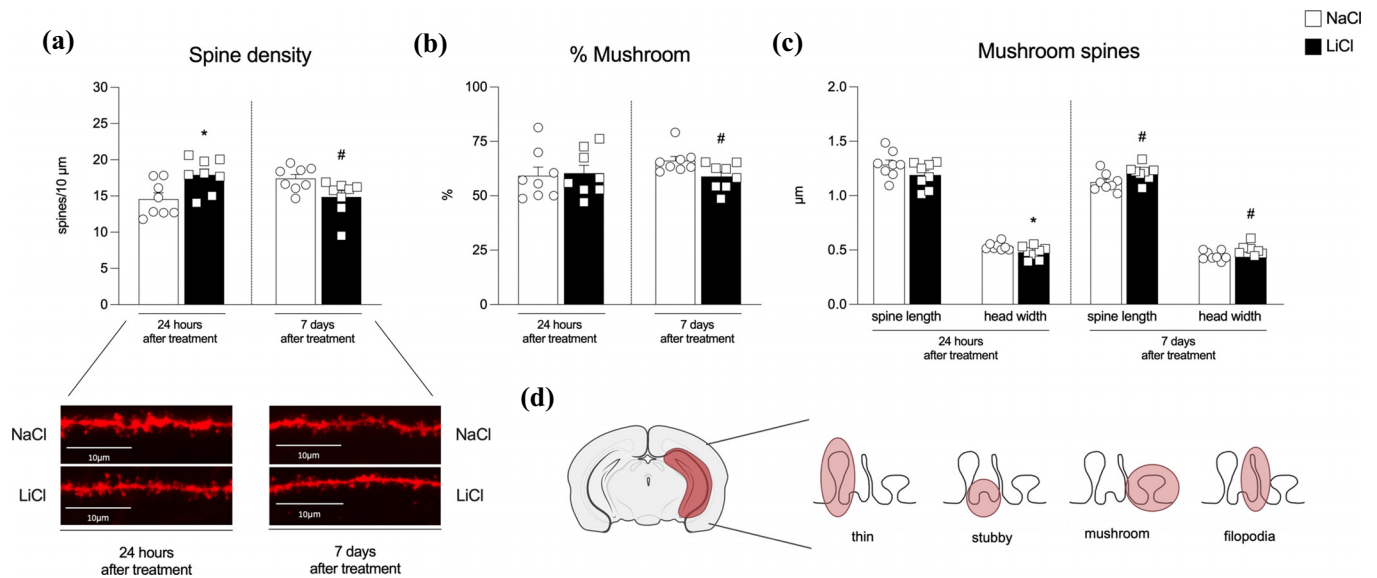 NaCl
LiCl
(a)
Spine density
spines/10 µm
30
25
20
15
10
5
0
*
#
24 hours
after treatment
7 days
after treatment
NaCl
LiCl
10µm
10µm
10µm
10µm
NaCl
LiCl
24 hours
after treatment
7 days
after treatment
(b)
% Mushroom
%
100
75
50
25
0
#
24 hours
after treatment
7 days
after treatment
(c)
Mushroom spines
µm
2.0
1.5
1.0
0.5
0.0
*
#
#
spine length
head width
spine length
head width
24 hours
after treatment
7 days
after treatment
(d)
thin
stubby
mushroom
filopodia